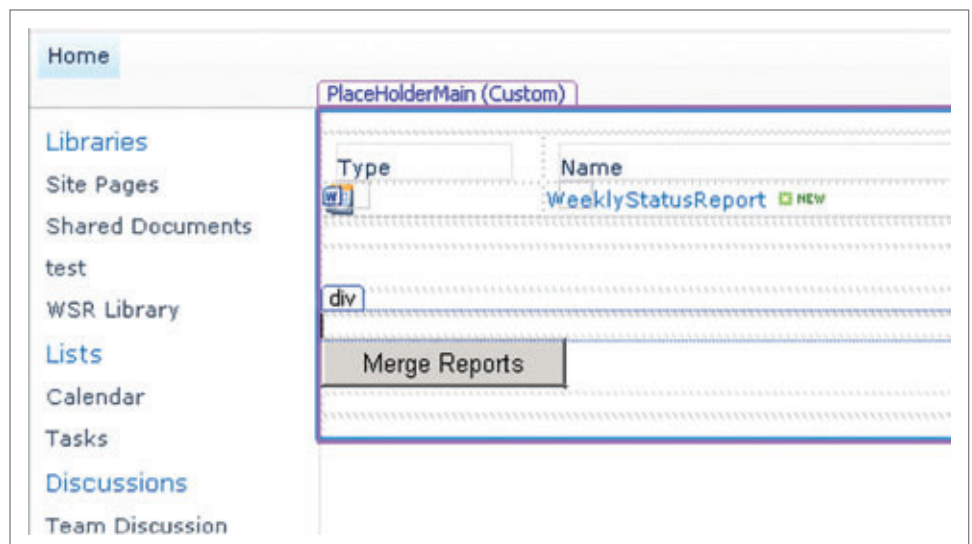 Home
PlaceHolderMain (Custom)
Libraries
Site Pages
Shared Documents
test
WSR Library
Lists
Calendar
Tasks
Discussions
Team Discussion
Type Name
WeeklyStatusReport NEW
div
Merge Reports